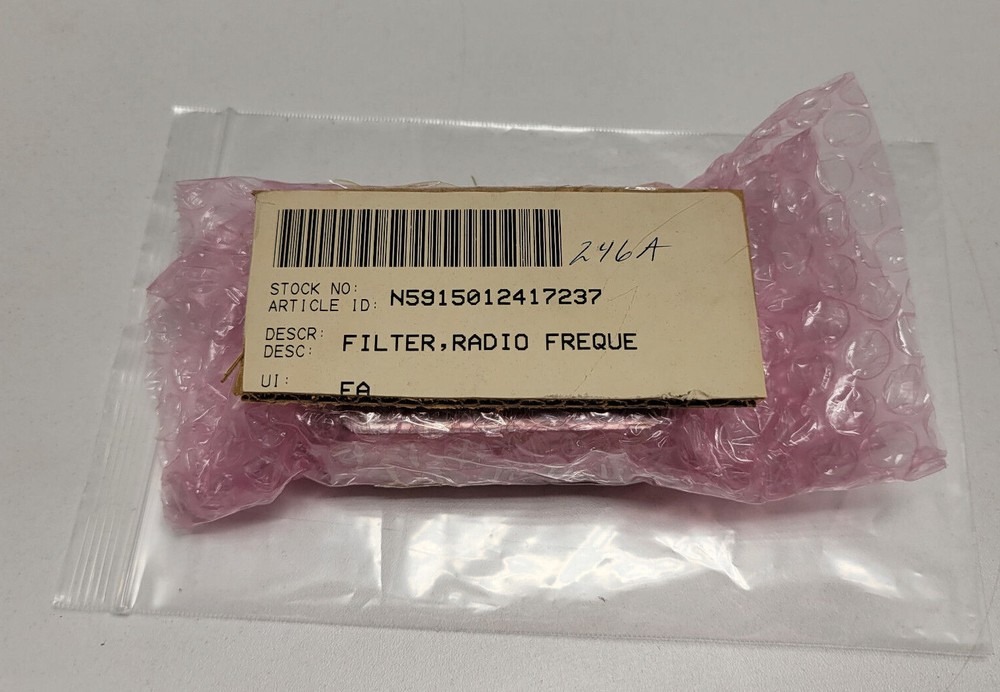 246A
STOCK NO:
ARTICLE ID: N5915012417237
DESCR:
DESC: FILTER,RADIO FREQUE
UI: EA